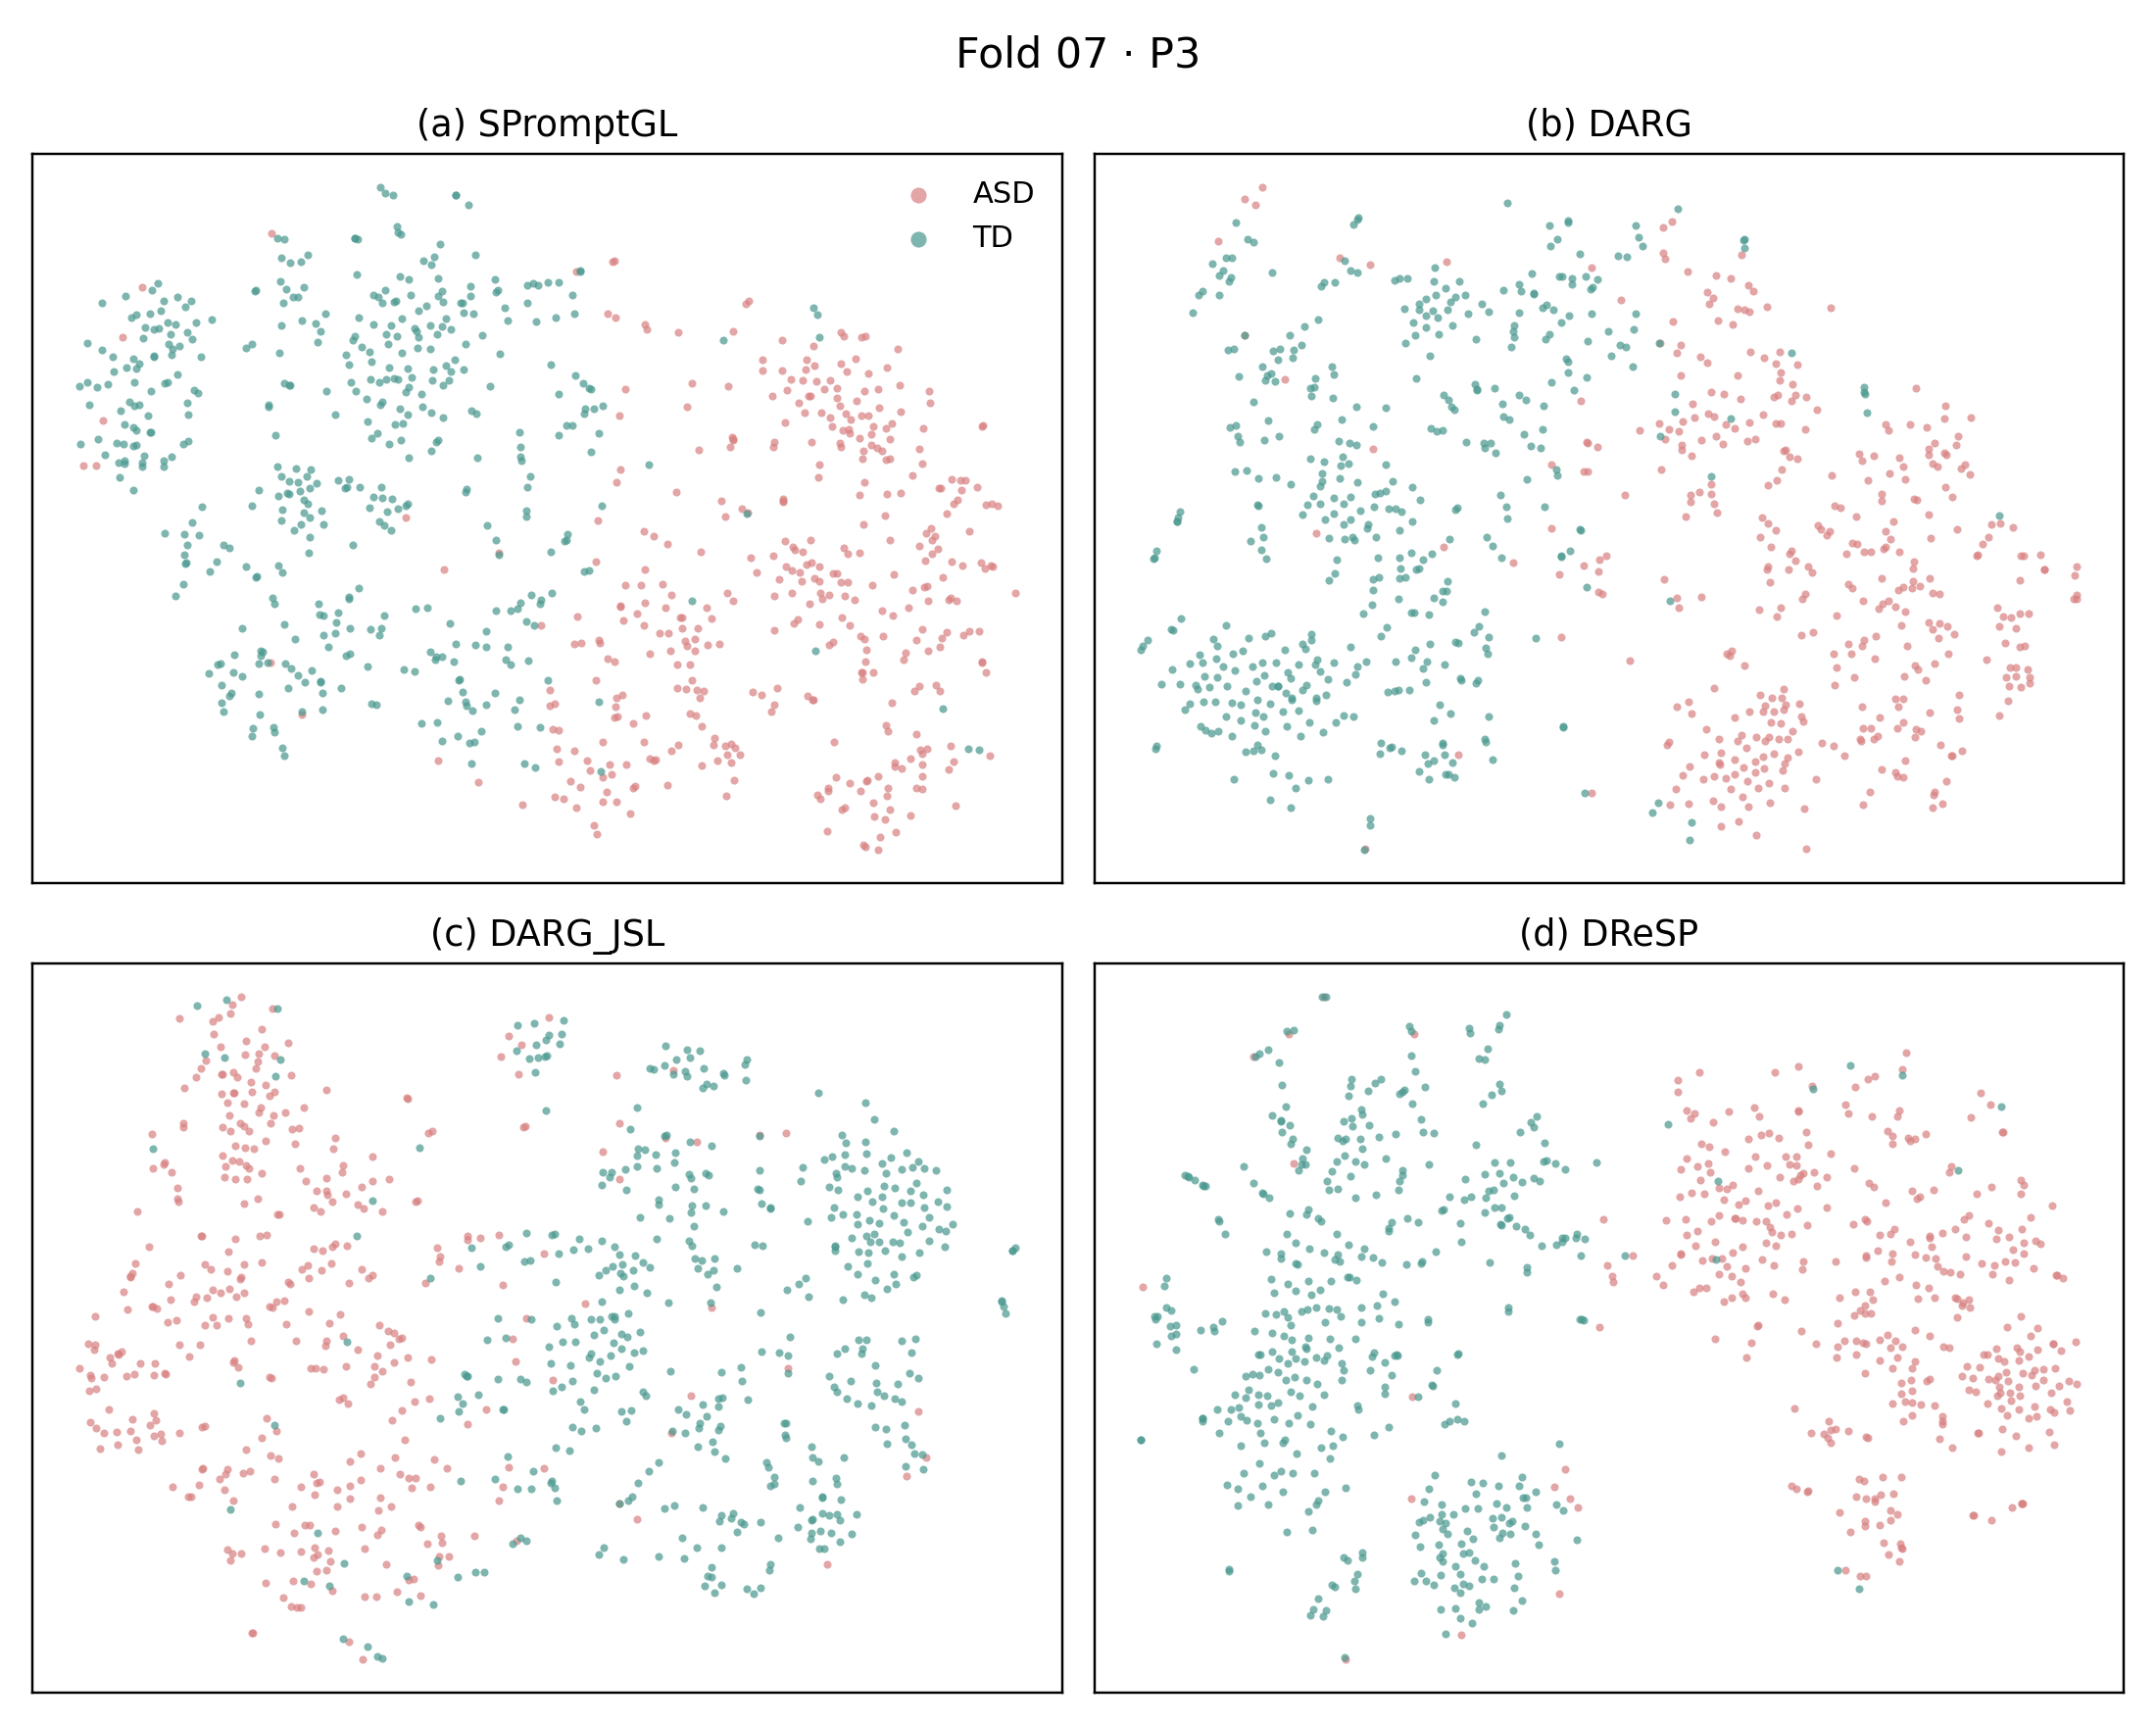 Fold 07 · P3
(a) SPromptGL
(b) DARG
ASD
TD
(c) DARG_JSL
(d) DReSP